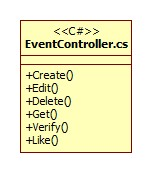 <<C#>>
EventController.cs
+Create()
+Edit()
+Delete()
+Get()
+Verify()
+Like()